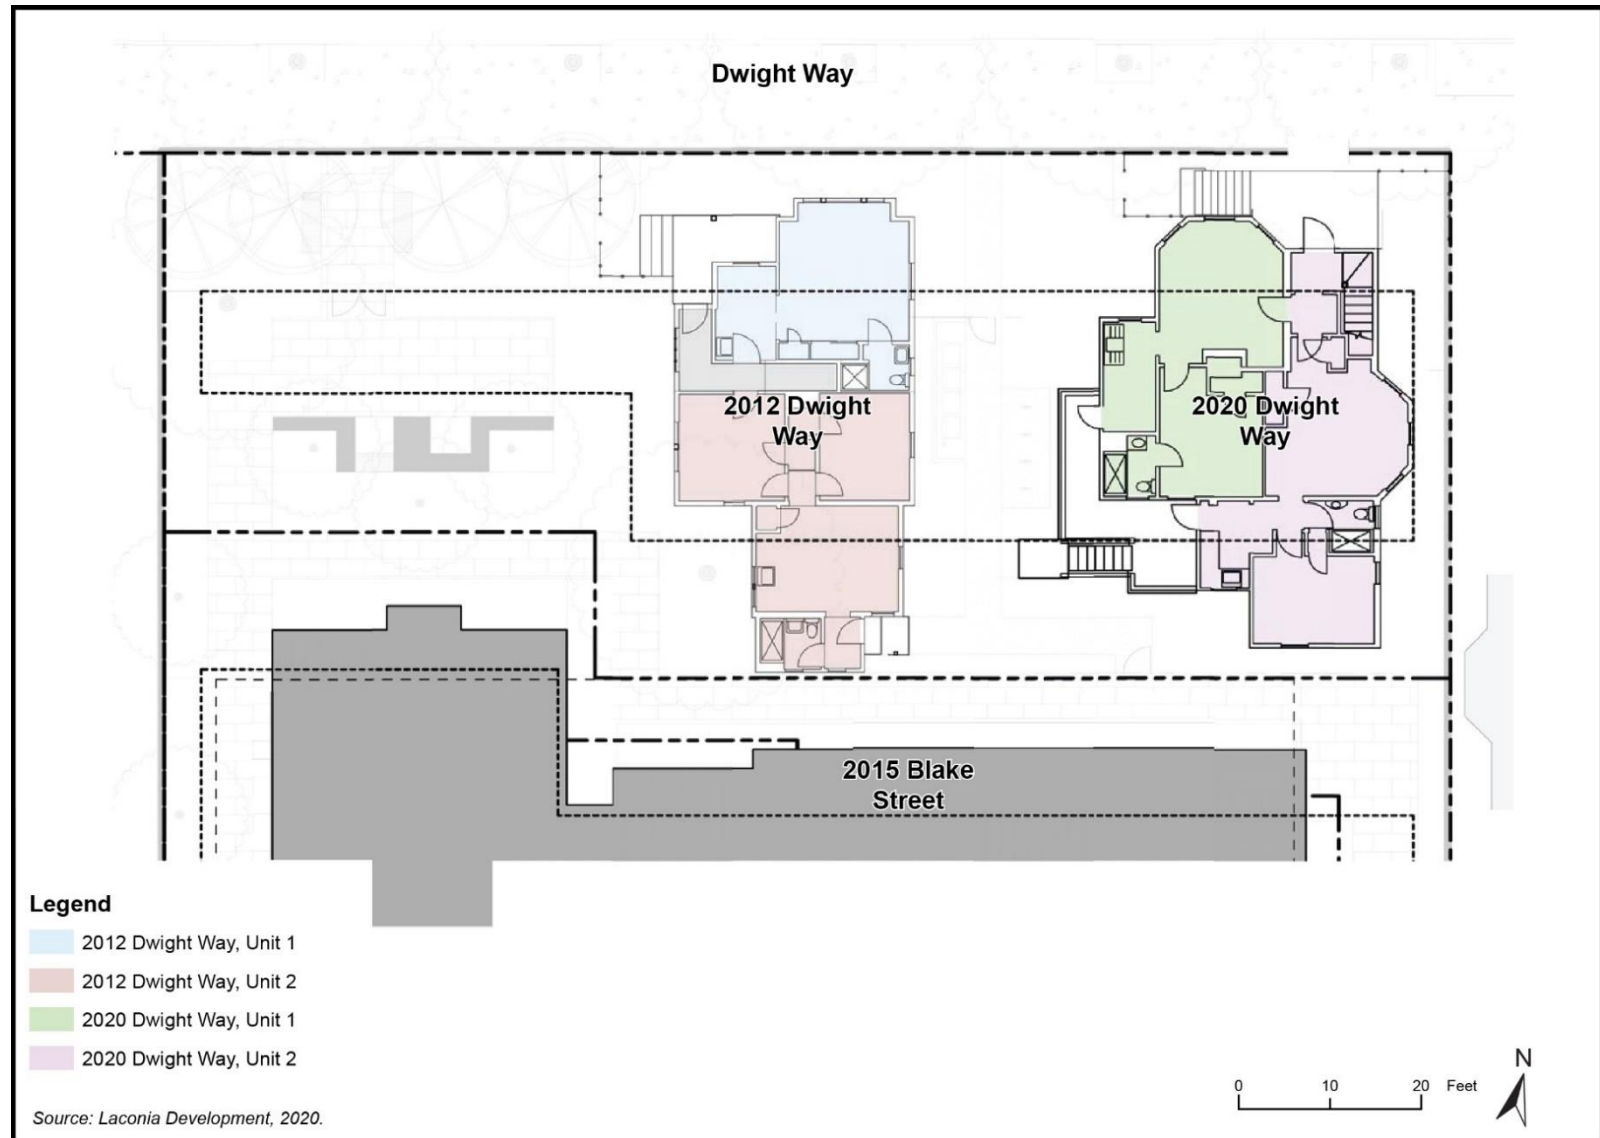 Dwight Way
2012 Dwight
Way
2020 Dwight
Way
2015 Blake
Street
Legend
2012 Dwight Way, Unit 1
2012 Dwight Way, Unit 2
2020 Dwight Way, Unit 1
2020 Dwight Way, Unit 2
N
0 10 20 Feet
Source: Laconia Development, 2020.